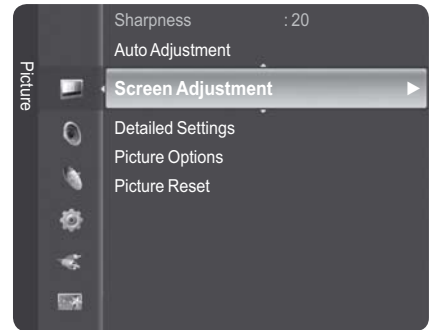 Picture
Sharpness : 20
Auto Adjustment
Screen Adjustment
Detailed Settings
Picture Options
Picture Reset